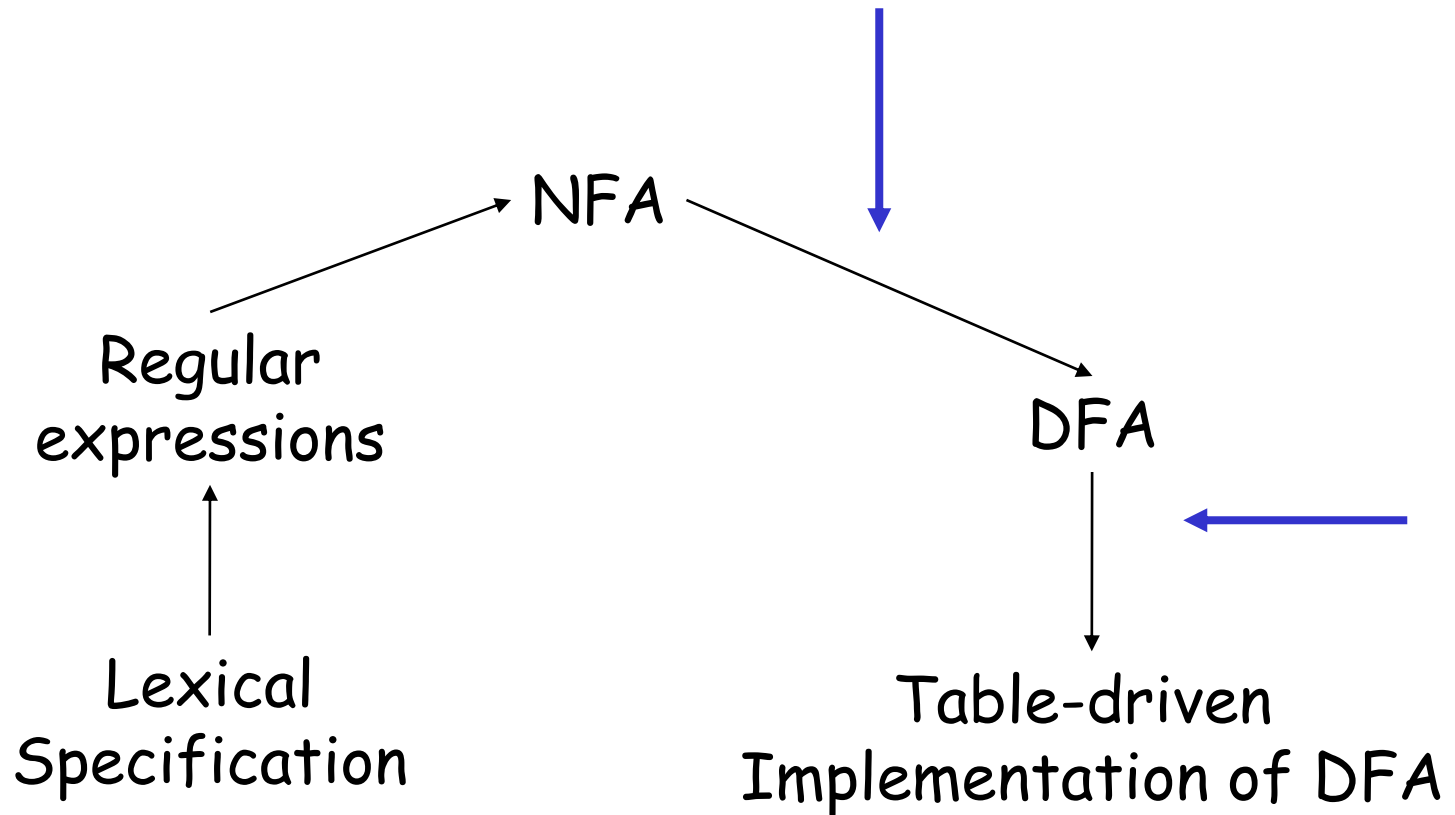 NFA
Regular
expressions
DFA
Lexical
Specification
Table-driven
Implementation of DFA